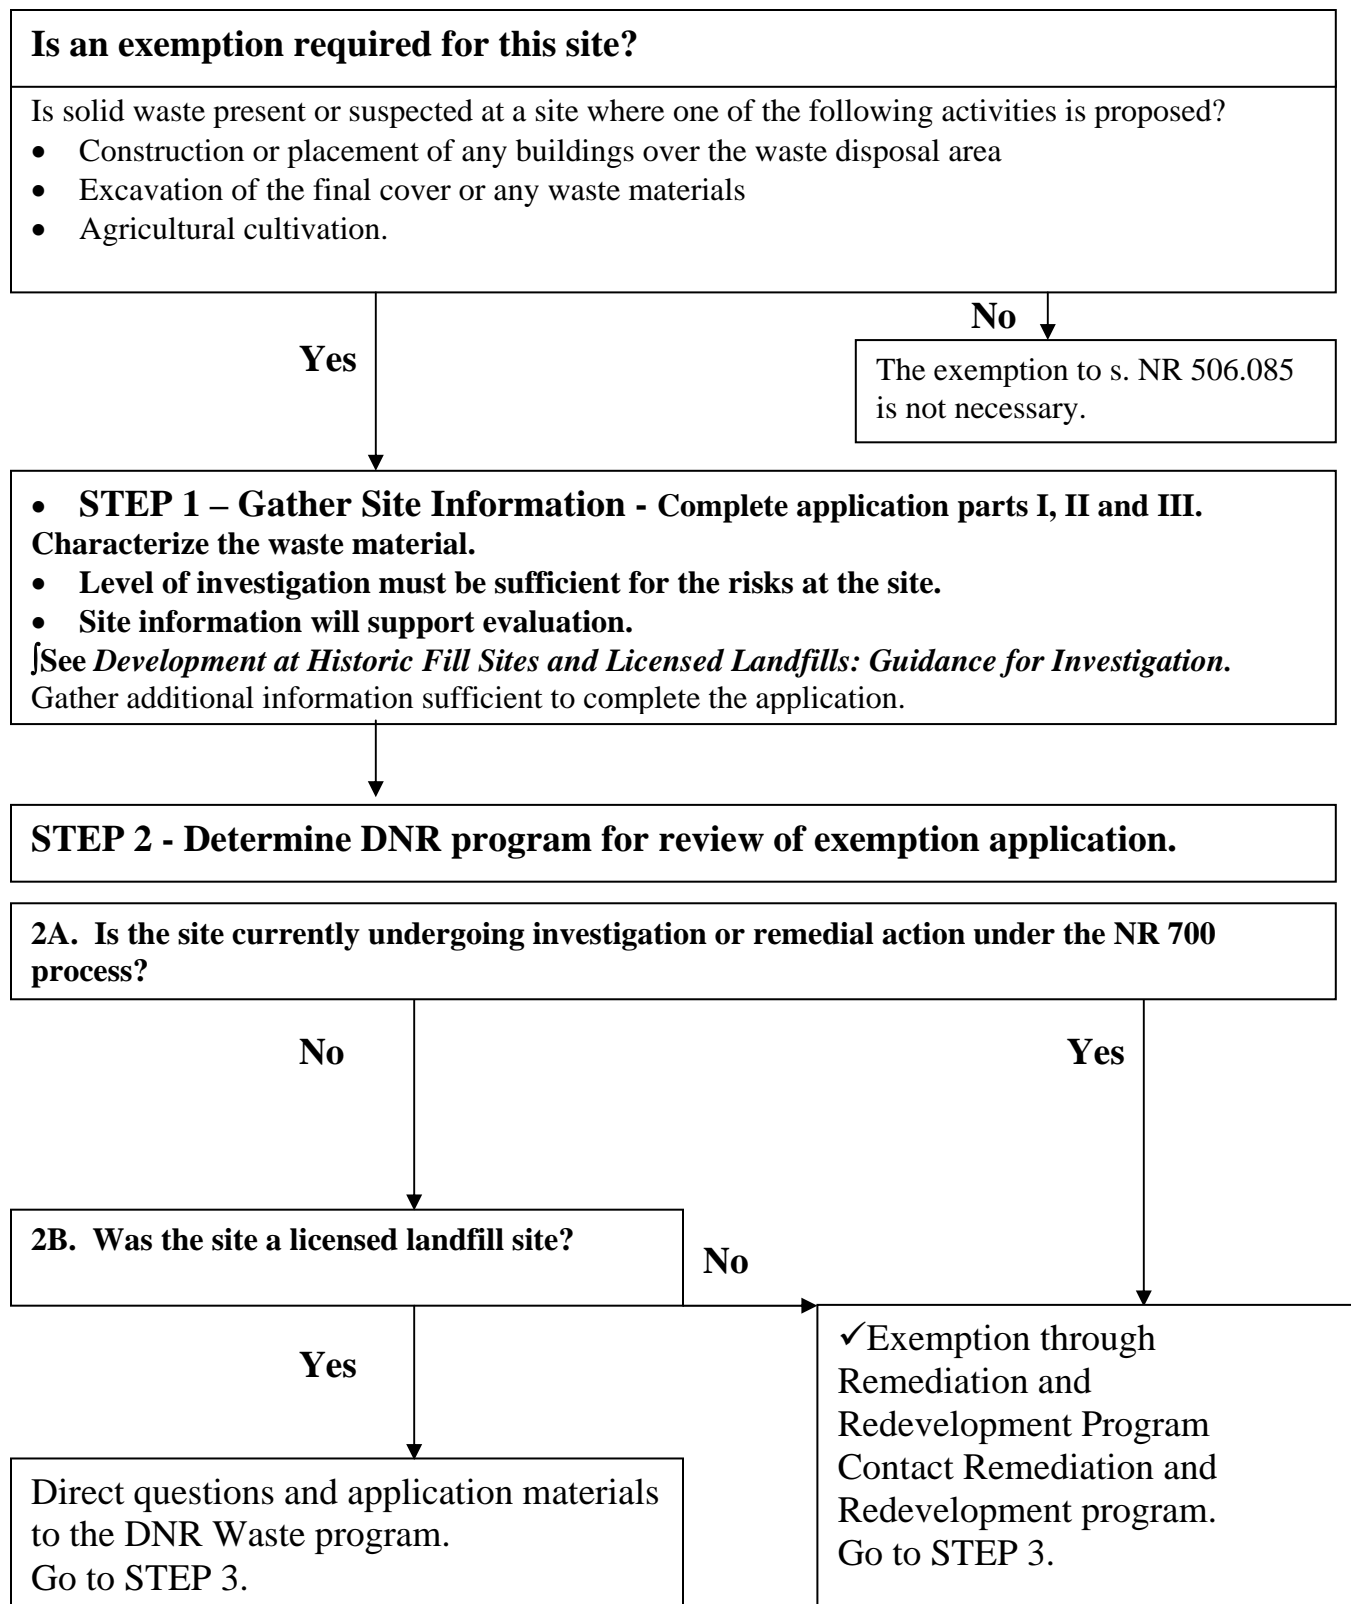 Is an exemption required for this site?
Is solid waste present or suspected at a site where one of the following activities is proposed?
• Construction or placement of any buildings over the waste disposal area
• Excavation of the final cover or any waste materials
• Agricultural cultivation.
No
Yes
The exemption to s. NR 506.085
is not necessary.
• STEP 1 – Gather Site Information - Complete application parts I, II and III.
Characterize the waste material.
• Level of investigation must be sufficient for the risks at the site.
• Site information will support evaluation.
∫See Development at Historic Fill Sites and Licensed Landfills: Guidance for Investigation.
Gather additional information sufficient to complete the application.
STEP 2 - Determine DNR program for review of exemption application.
2A. Is the site currently undergoing investigation or remedial action under the NR 700
process?
No
Yes
2B. Was the site a licensed landfill site?
No
Yes
✓Exemption through
Remediation and
Redevelopment Program
Contact Remediation and
Redevelopment program.
Go to STEP 3.
Direct questions and application materials
to the DNR Waste program.
Go to STEP 3.